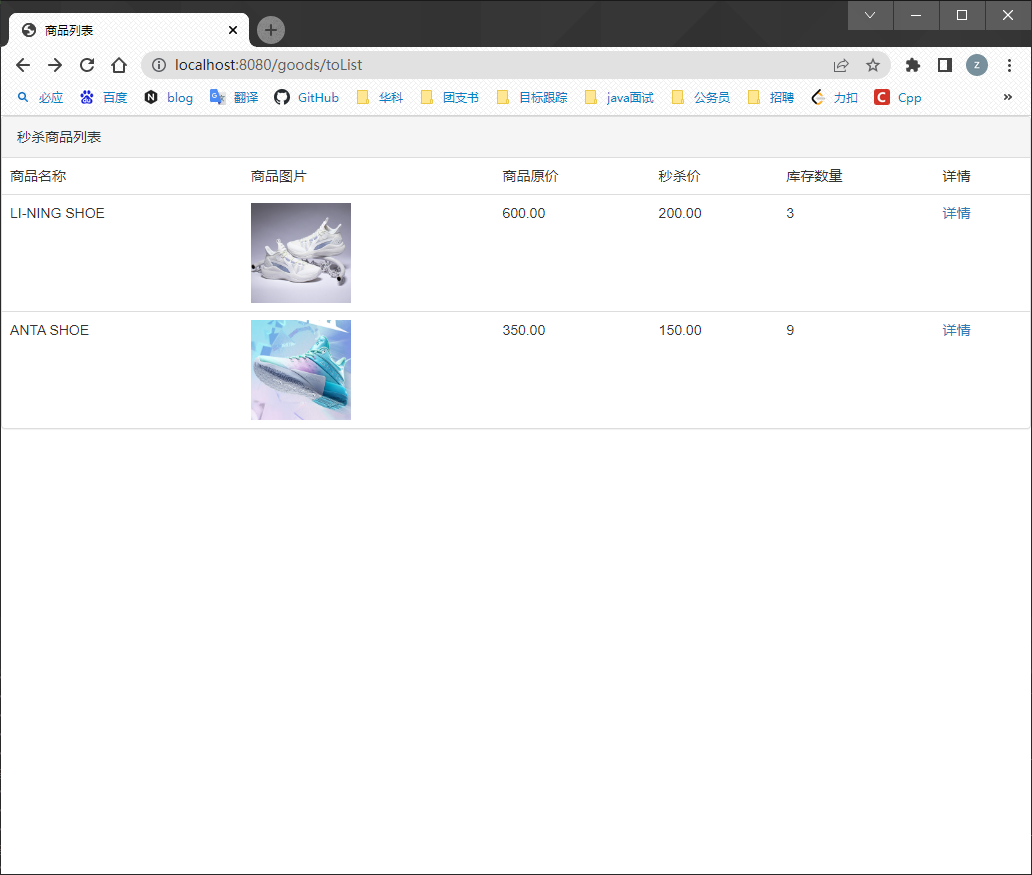 商品列表
localhost:8080/goods/toList
z
必应 百度 N blog 翻译 GitHub 华科 团支书 目标跟踪 java面试 公务员 招聘 力扣 C Cpp »
秒杀商品列表
商品名称 商品图片 商品原价 秒杀价 库存数量 详情
LI-NING SHOE 600.00 200.00 3 详情
ANTA SHOE 350.00 150.00 9 详情